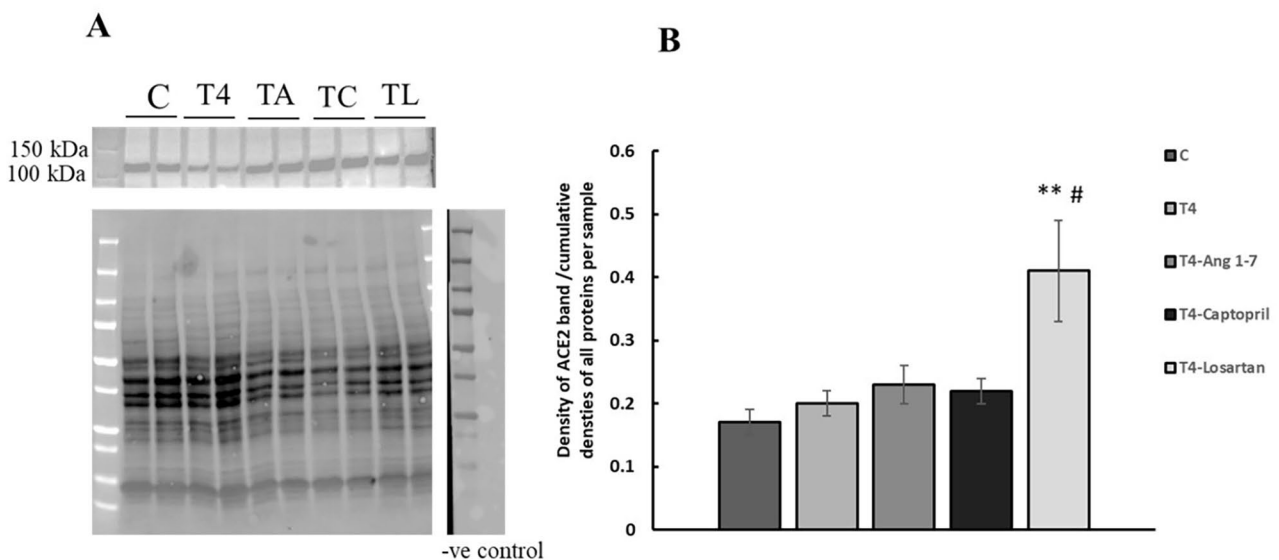 A
C T4 TA TC TL
150 kDa
100 kDa
-ve control
B
Density of ACE2 band /cumulative
densties of all proteins per sample
0.6
0.5
0.4
0.3
0.2
0.1
0
** #
C
T4
T4-Ang 1-7
T4-Captopril
T4-Losartan